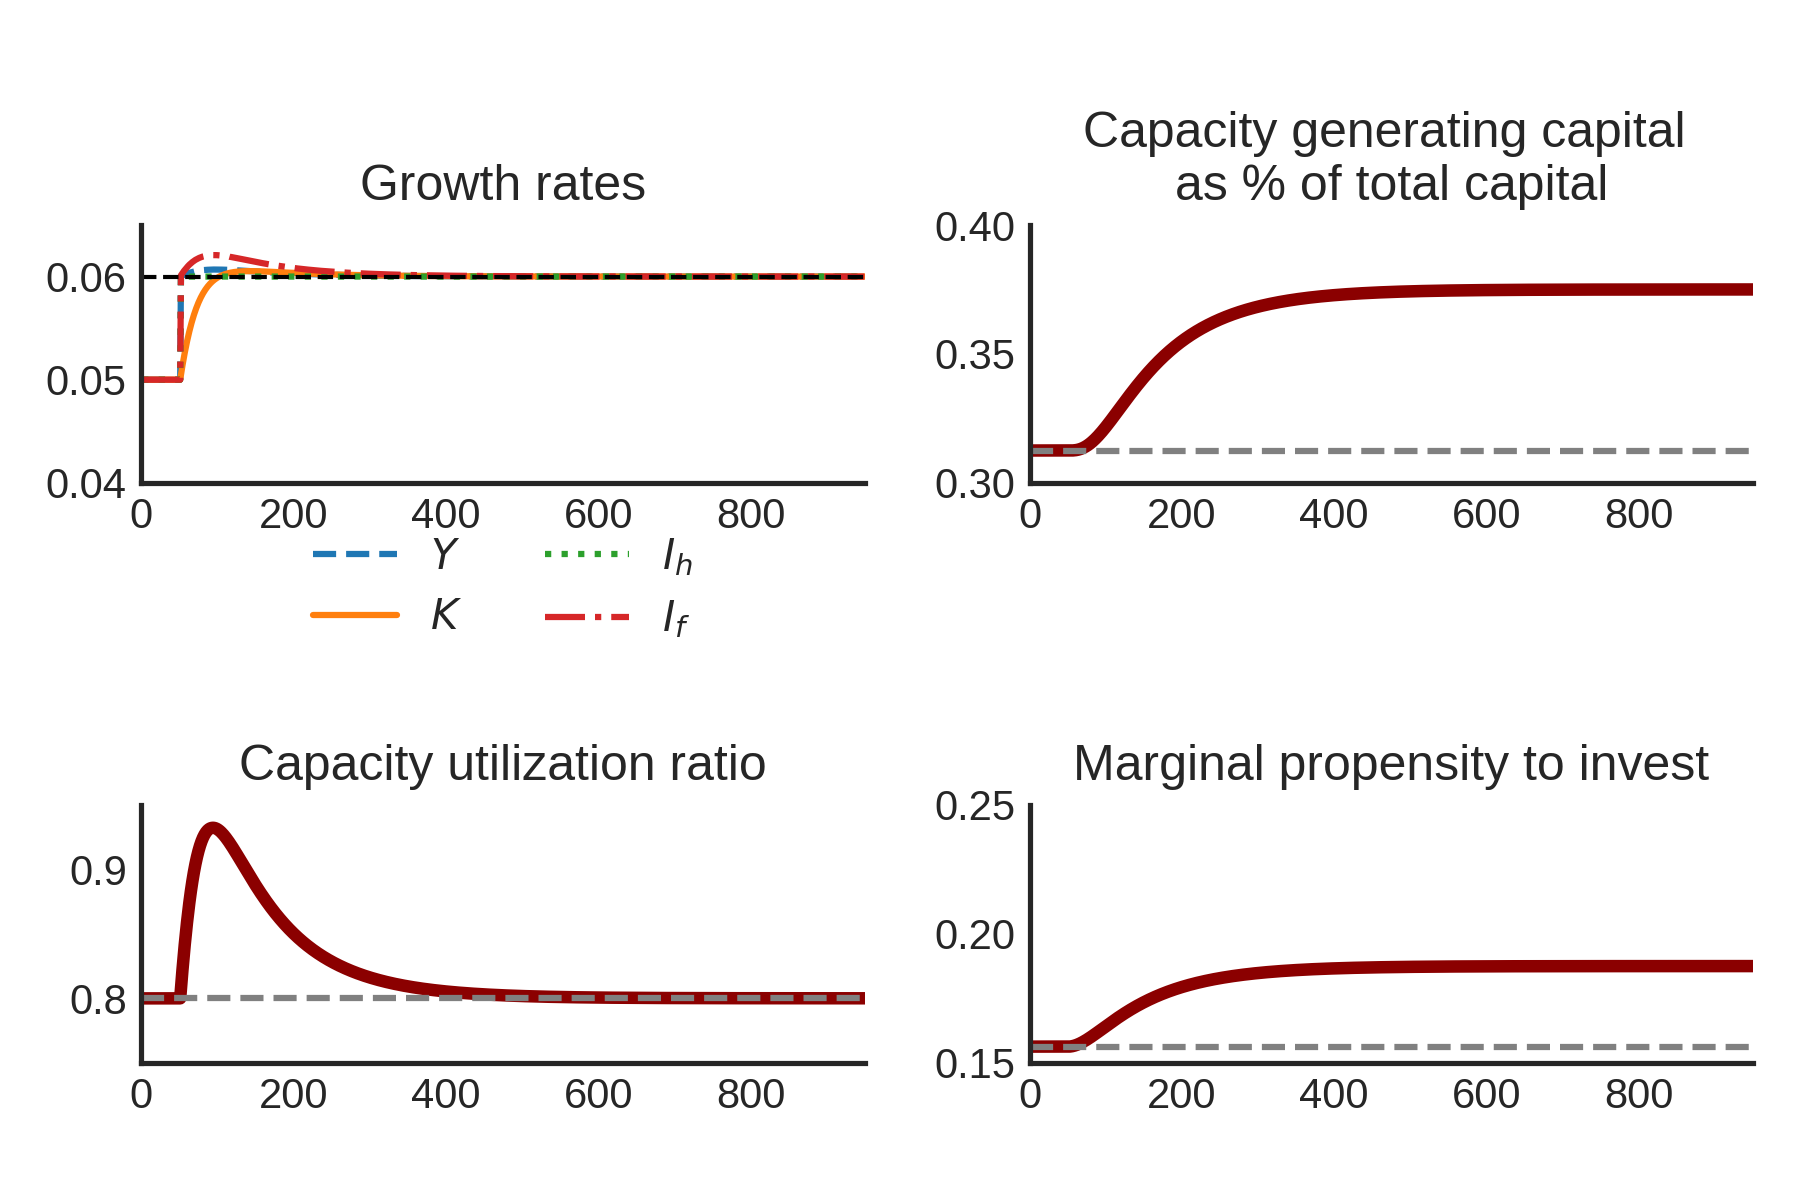 Growth rates
0.06
0.05
0.04
0 200 400 600 800
Y I_h
K I_f
Capacity generating capital
as % of total capital
0.40
0.35
0.30
0 200 400 600 800
Capacity utilization ratio
0.9
0.8
0 200 400 600 800
Marginal propensity to invest
0.25
0.20
0.15
0 200 400 600 800